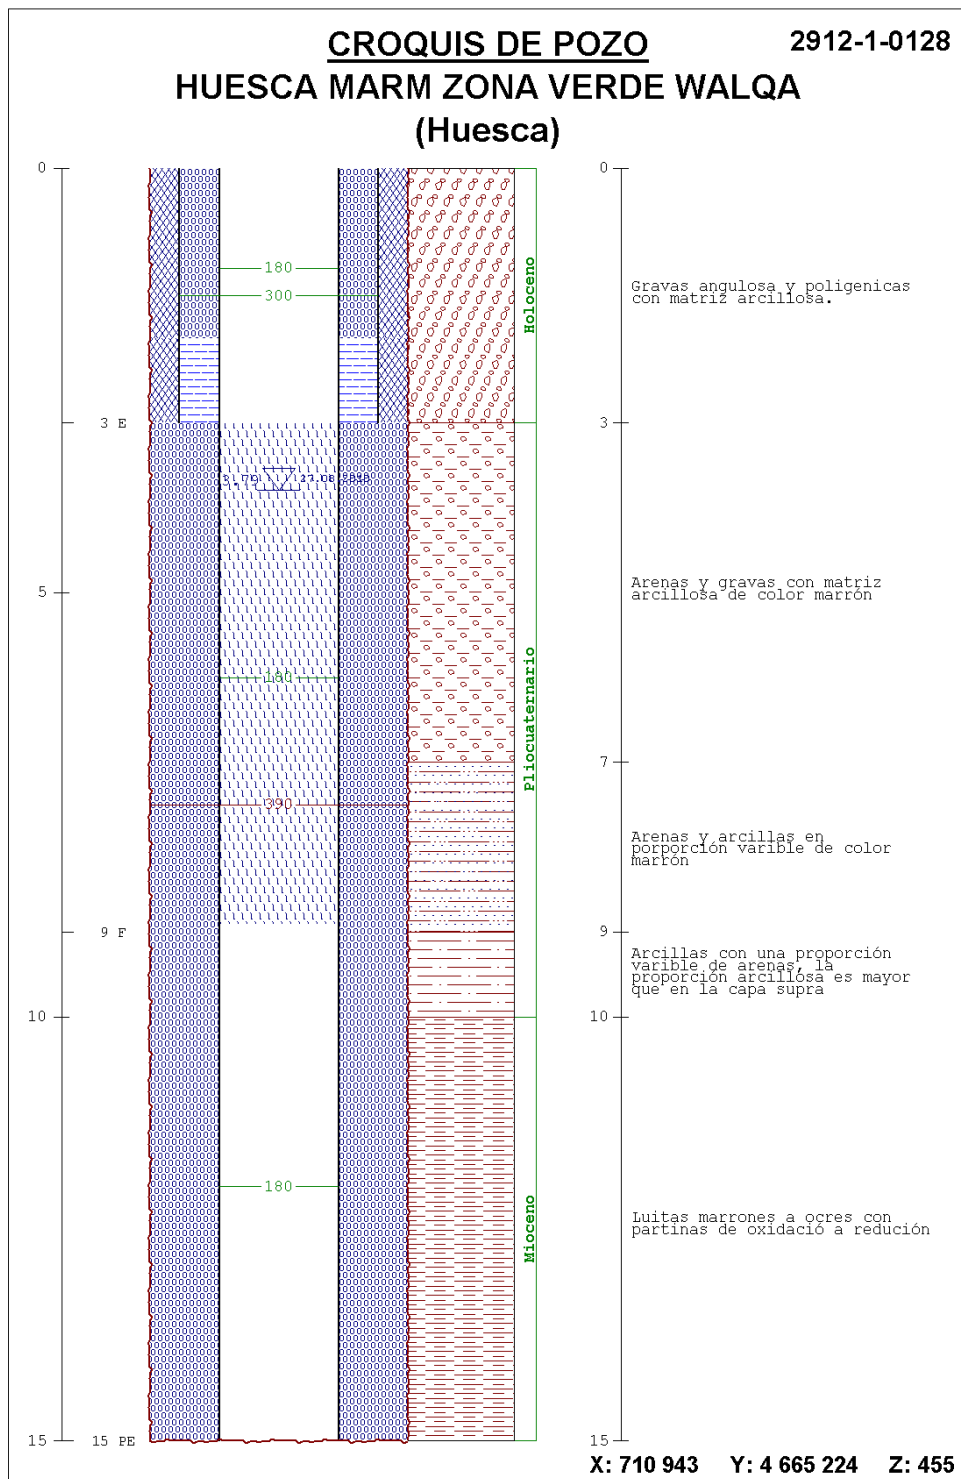 CROQUIS DE POZO
2912-1-0128
HUESCA MARM ZONA VERDE WALQA
(Huesca)
0
0
180
300
Holoceno
Gravas angulosa y poligenicas
con matriz arcillosa.
3 E
3
3.79
27.08 2010
5
Arenas y gravas con matriz
arcillosa de color marrón
180
Pliocuaternario
7
390
Arenas y arcillas en
porporción varible de color
marrón
9 F
9
Arcillas con una proporción
varible de arenas, la
proporción arcillosa es mayor
que en la capa supra
10
10
180
Mioceno
Luitas marrones a ocres con
partinas de oxidació a redución
15
15 PE
15
X: 710 943
Y: 4 665 224
Z: 455